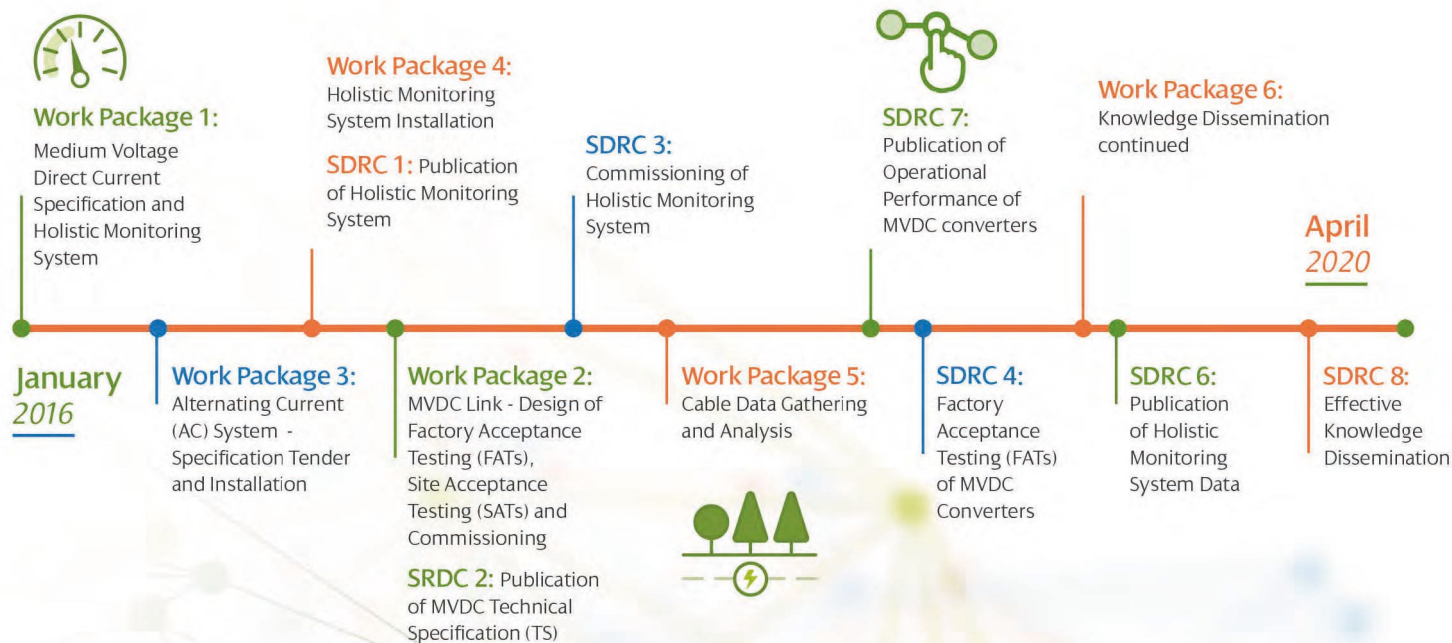 Work Package 1:
Medium Voltage
Direct Current
Specification and
Holistic Monitoring
System
Work Package 4:
Holistic Monitoring
System Installation
SDRC 1: Publication
of Holistic Monitoring
System
SDRC 3:
Commissioning of
Holistic Monitoring
System
SDRC 7:
Publication of
Operational
Performance of
MVDC converters
Work Package 6:
Knowledge Dissemination
continued
April
2020
January
2016
Work Package 3:
Alternating Current
(AC) System -
Specification Tender
and Installation
Work Package 2:
MVDC Link - Design of
Factory Acceptance
Testing (FATs),
Site Acceptance
Testing (SATs) and
Commissioning
SRDC 2: Publication
of MVDC Technical
Specification (TS)
Work Package 5:
Cable Data Gathering
and Analysis
SDRC 4:
Factory
Acceptance
Testing (FATs)
of MVDC
Converters
SDRC 6:
Publication
of Holistic
Monitoring
System Data
SDRC 8:
Effective
Knowledge
Dissemination